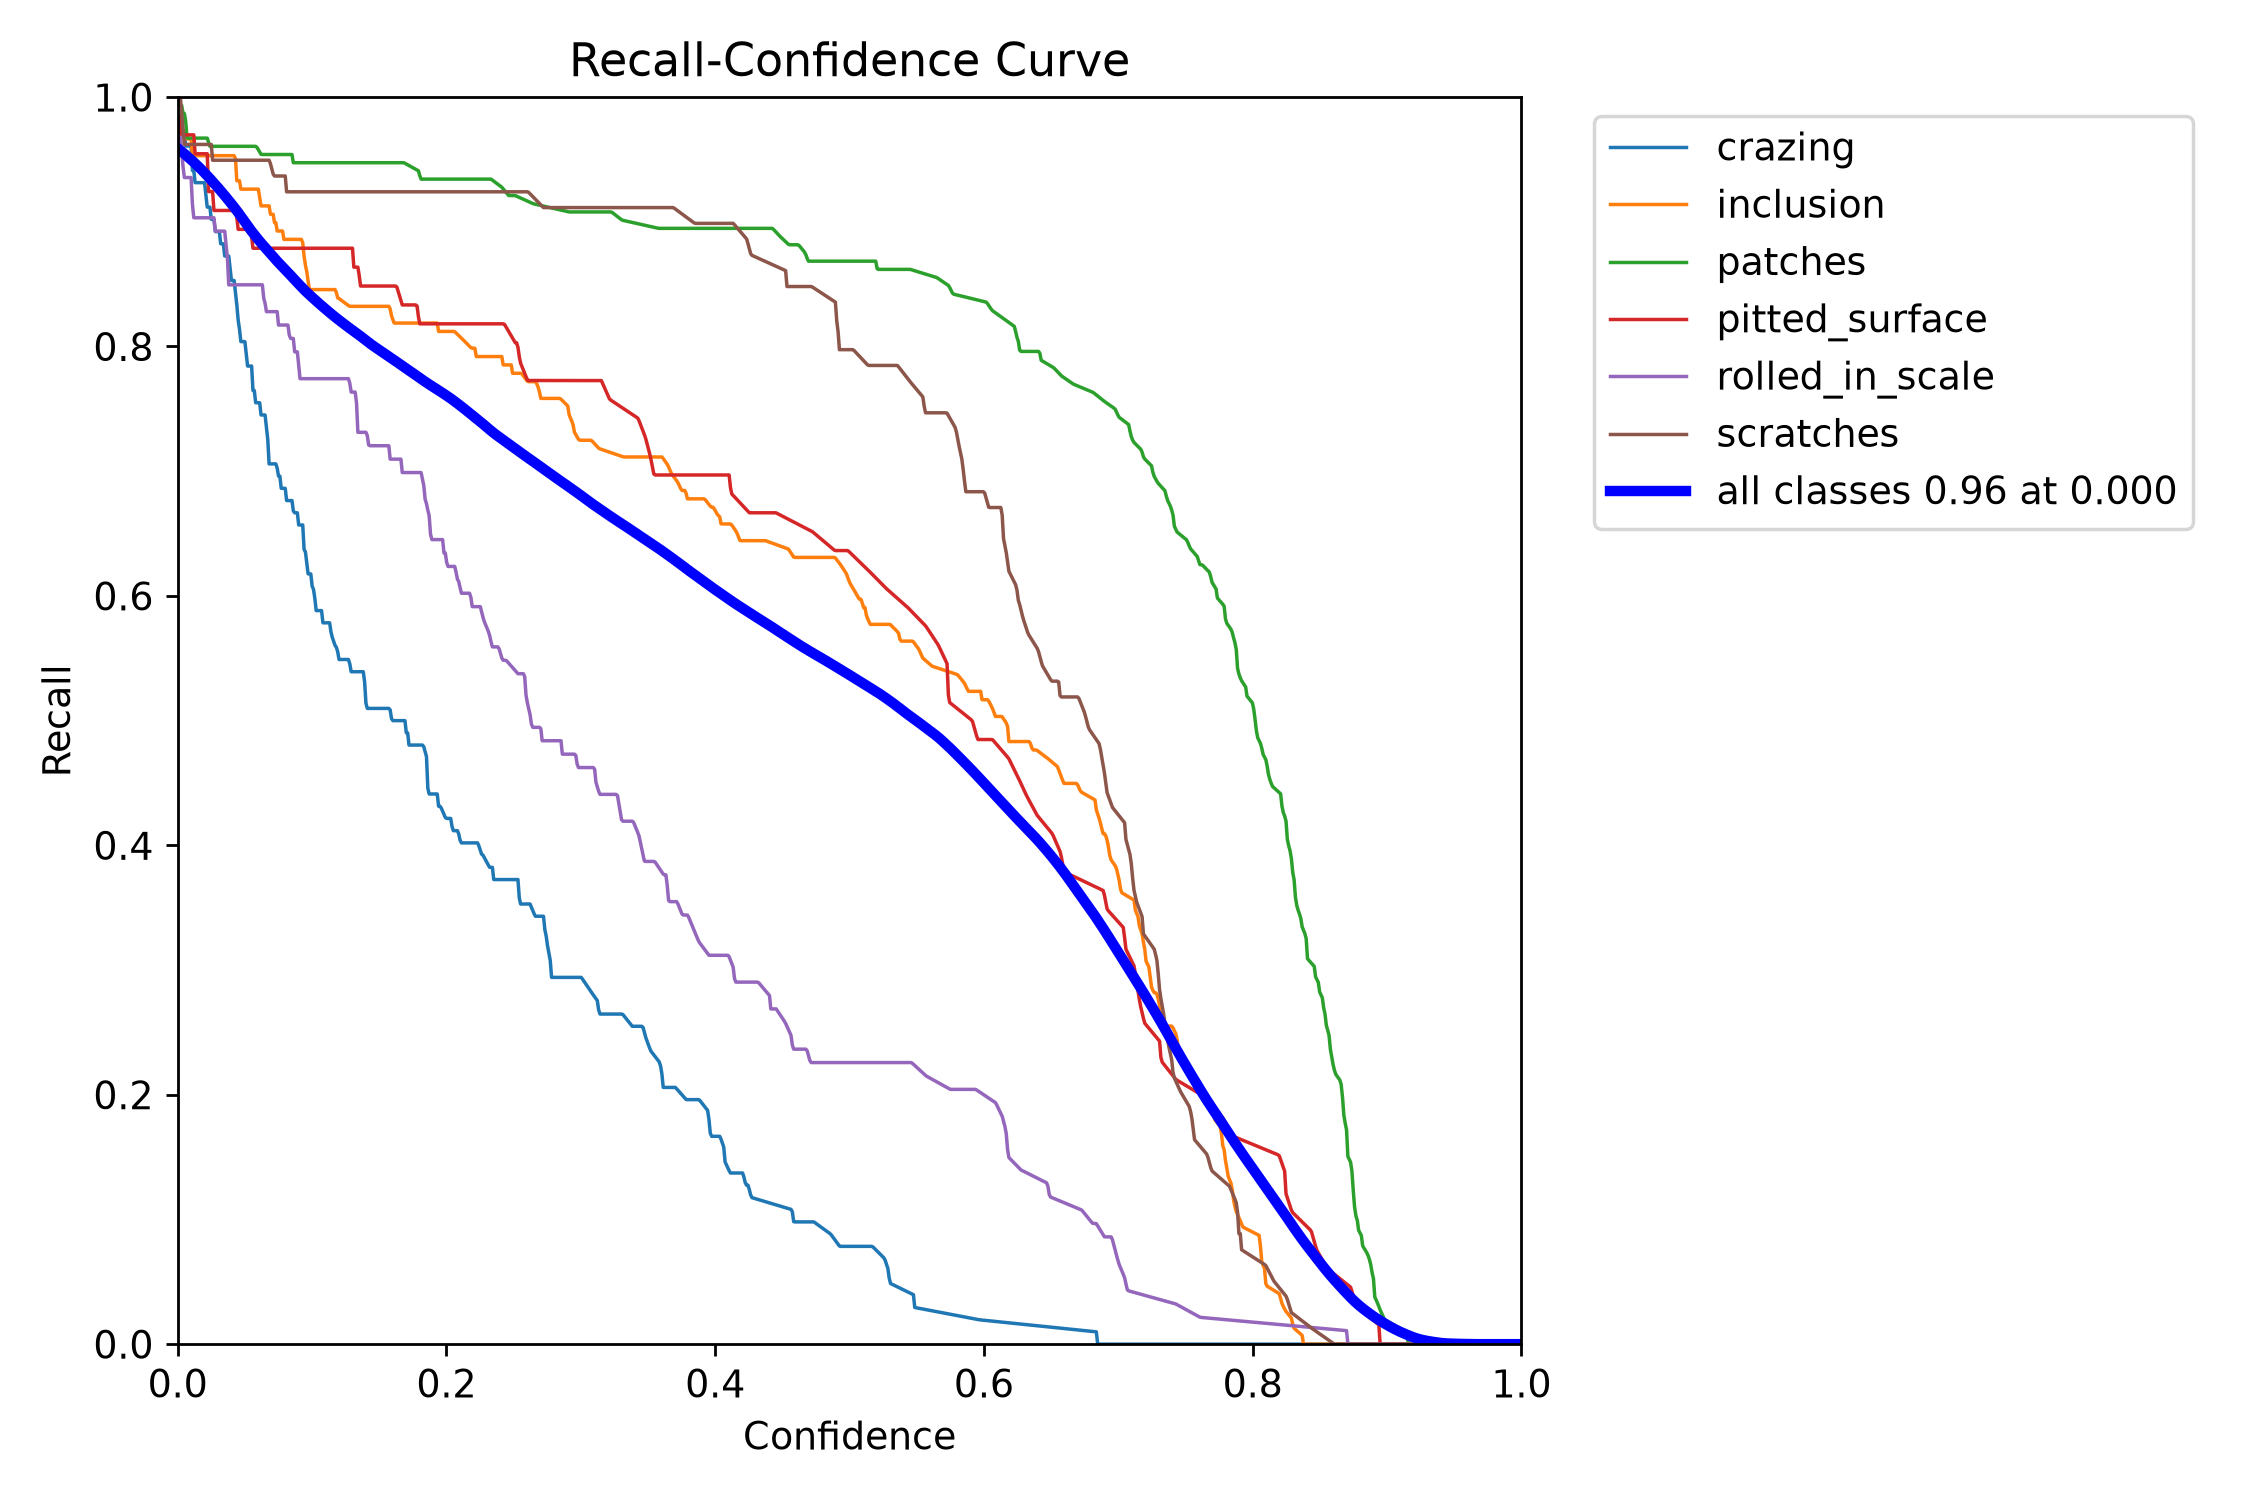 Recall-Confidence Curve
1.0
0.8
0.6
0.4
0.2
0.0
Recall
0.0 0.2 0.4 0.6 0.8 1.0
Confidence
crazing
inclusion
patches
pitted_surface
rolled_in_scale
scratches
all classes 0.96 at 0.000